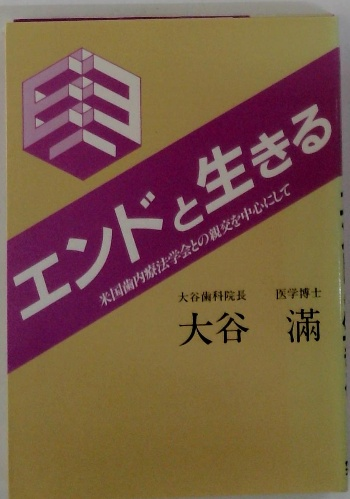 エンドと生きる
米国歯内療法学会との親交を中心にして
大谷歯科院長 医学博士
大谷 滿